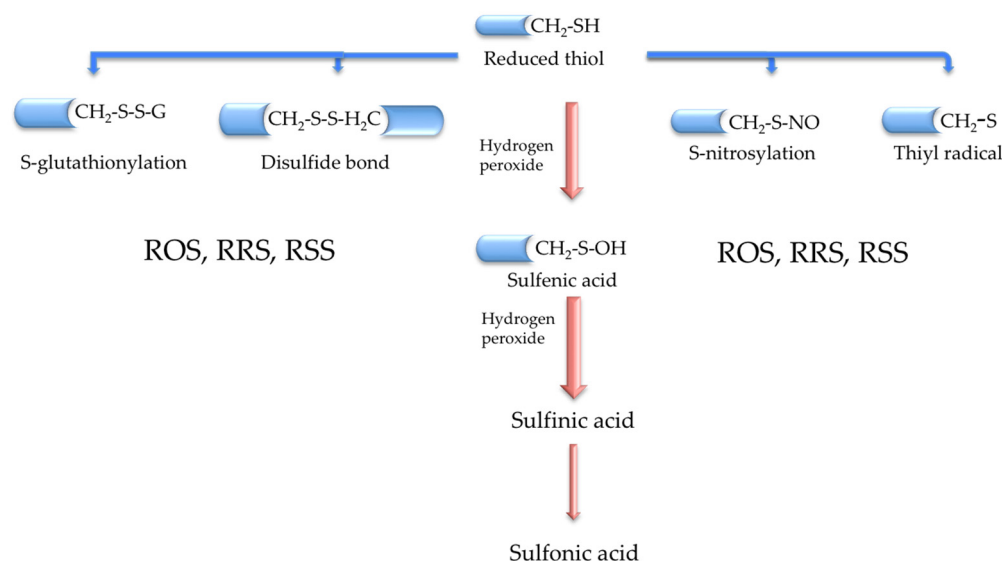 CH₂-SH
Reduced thiol
CH₂-S-S-G
S-glutathionylation
CH₂-S-S-H₂C
Disulfide bond
CH₂-S-NO
S-nitrosylation
CH₂-S
Thiyl radical
Hydrogen
peroxide
ROS, RRS, RSS
ROS, RRS, RSS
CH₂-S-OH
Sulfenic acid
Hydrogen
peroxide
Sulfinic acid
Sulfonic acid